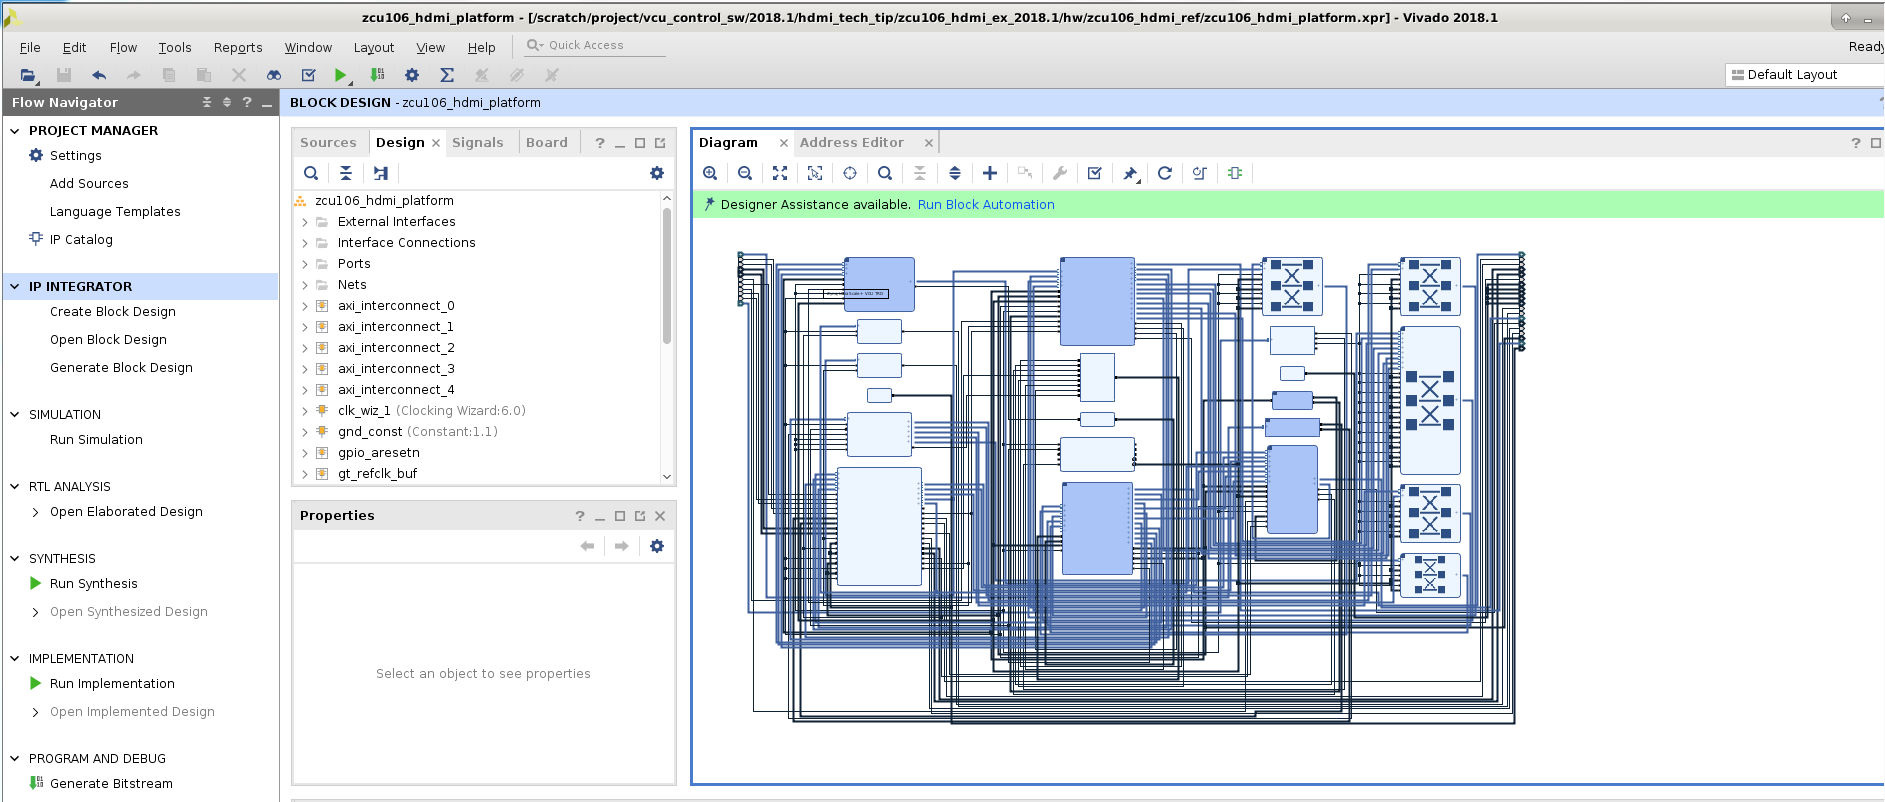 zcu106_hdmi_platform - [/scratch/project/vcu_control_sw/2018.1/hdmi_tech_tip/zcu106_hdmi_ex_2018.1/hw/zcu106_hdmi_ref/zcu106_hdmi_platform.xpr] - Vivado 2018.1
File Edit Flow Tools Reports Window Layout View Help Quick Access Ready
Default Layout
Flow Navigator
PROJECT MANAGER
Settings
Add Sources
Language Templates
IP Catalog
IP INTEGRATOR
Create Block Design
Open Block Design
Generate Block Design
SIMULATION
Run Simulation
RTL ANALYSIS
Open Elaborated Design
SYNTHESIS
Run Synthesis
Open Synthesized Design
IMPLEMENTATION
Run Implementation
Open Implemented Design
PROGRAM AND DEBUG
Generate Bitstream
BLOCK DESIGN - zcu106_hdmi_platform
Sources Design Signals Board
zcu106_hdmi_platform
External Interfaces
Interface Connections
Ports
Nets
axi_interconnect_0
axi_interconnect_1
axi_interconnect_2
axi_interconnect_3
axi_interconnect_4
clk_wiz_1 (Clocking Wizard:6.0)
gnd_const (Constant:1.1)
gpio_aresetn
gt_refclk_buf
Properties
Select an object to see properties
Diagram Address Editor
Designer Assistance available. Run Block Automation